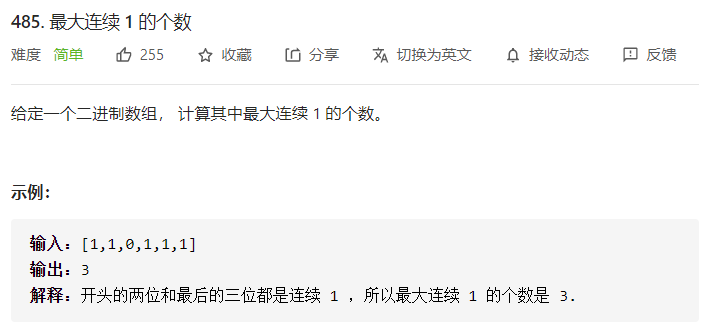 485. 最大连续 1 的个数
难度 简单 255 收藏 分享 切换为英文 接收动态 反馈
给定一个二进制数组， 计算其中最大连续 1 的个数。
示例：
输入：[1,1,0,1,1,1]
输出：3
解释：开头的两位和最后的三位都是连续 1 ，所以最大连续 1 的个数是 3.